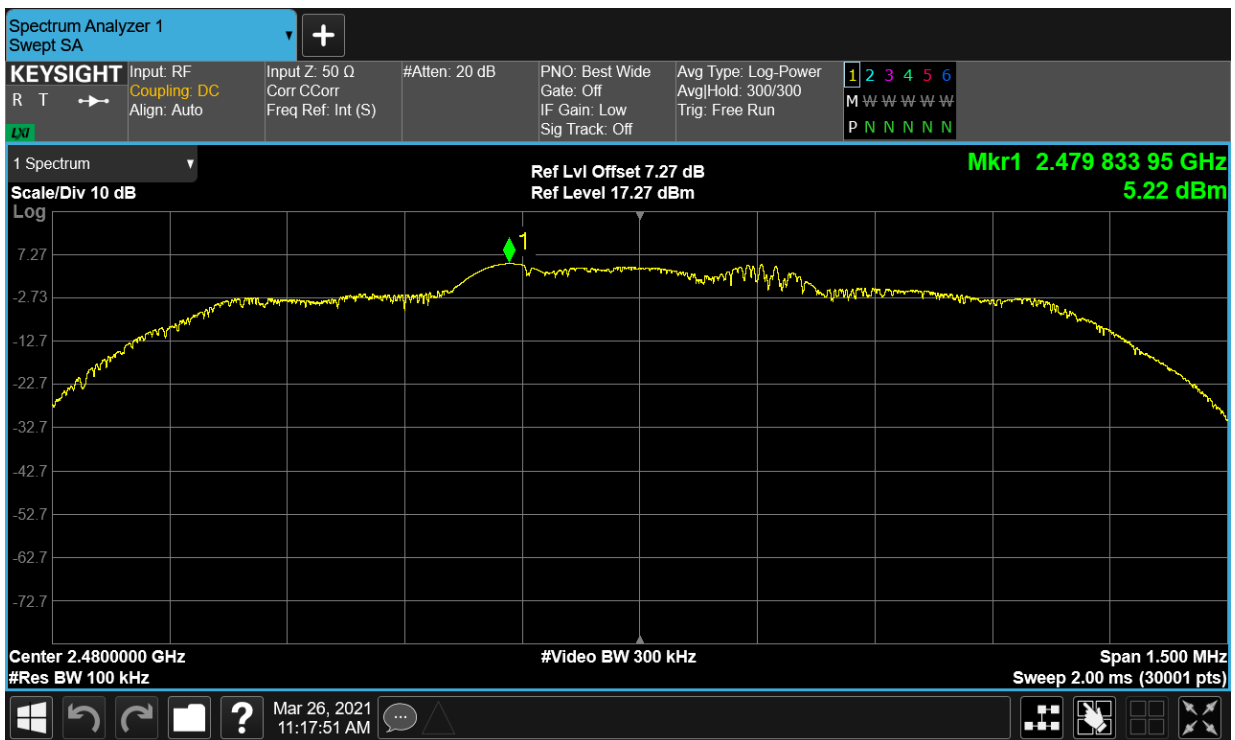 Spectrum Analyzer 1
Swept SA
KEYSIGHT
R T
LXI
Input: RF
Coupling: DC
Align: Auto
Input Z: 50 Ω
Corr CCorr
Freq Ref: Int (S)
#Atten: 20 dB
PNO: Best Wide
Gate: Off
IF Gain: Low
Sig Track: Off
Avg Type: Log-Power
Avg|Hold: 300/300
Trig: Free Run
1 2 3 4 5 6
M W W W W W
P N N N N N
1 Spectrum
Scale/Div 10 dB
Log
Ref Lvl Offset 7.27 dB
Ref Level 17.27 dBm
Mkr1 2.479 833 95 GHz
5.22 dBm
1
7.27
-2.73
-12.7
-22.7
-32.7
-42.7
-52.7
-62.7
-72.7
Center 2.4800000 GHz
#Res BW 100 kHz
#Video BW 300 kHz
Span 1.500 MHz
Sweep 2.00 ms (30001 pts)
?
Mar 26, 2021
11:17:51 AM